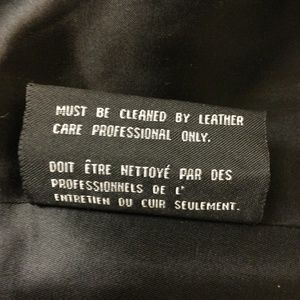 MUST BE CLEANED BY LEATHER
CARE PROFESSIONAL ONLY.
DOIT ÊTRE NETTOYÉ PAR DES
PROFESSIONNELS DE L'
ENTRETIEN DU CUIR SEULEMENT.